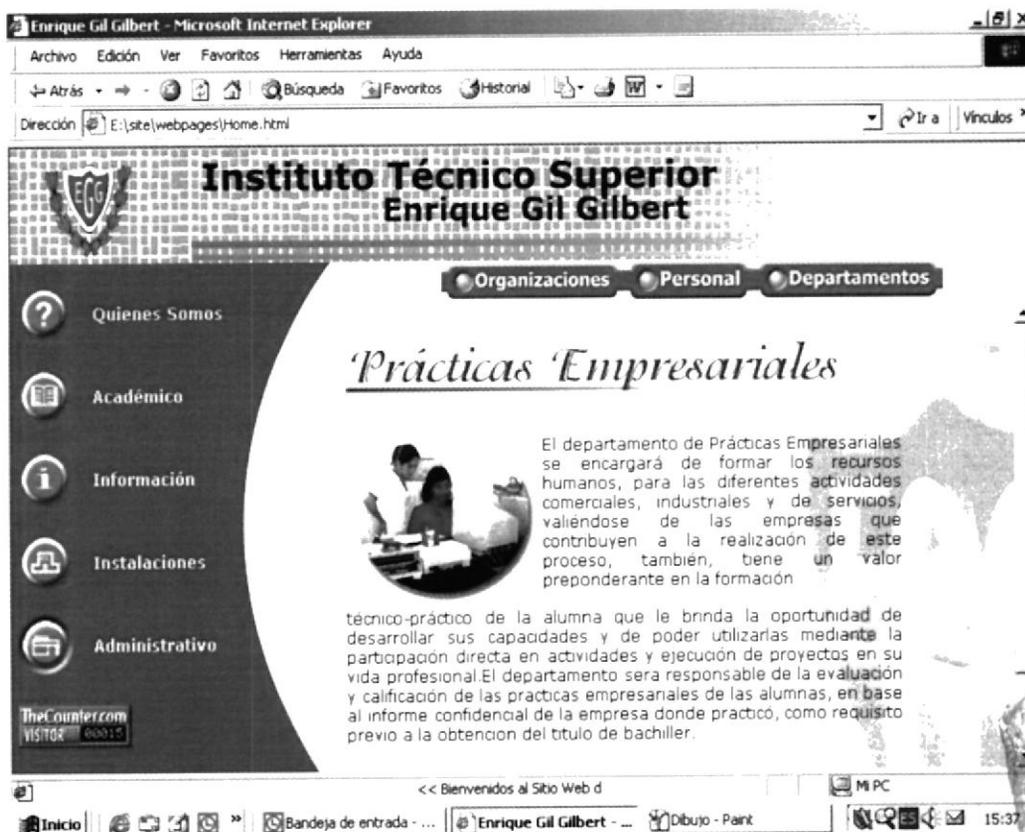 Enrique Gil Gilbert - Microsoft Internet Explorer
Archivo Edición Ver Favoritos Herramientas Ayuda
Atrás Búsqueda Favoritos Historial
Dirección E:\site\webpages\Home.html Ir a Vínculos
EGG
Instituto Técnico Superior
Enrique Gil Gilbert
Organizaciones Personal Departamentos
Quienes Somos
Académico
Información
Instalaciones
Administrativo
TheCounter.com
VISITOR 00015
Prácticas Empresariales
El departamento de Prácticas Empresariales
se encargará de formar los recursos
humanos, para las diferentes actividades
comerciales, industriales y de servicios,
valiéndose de las empresas que
contribuyen a la realización de este
proceso, también, tiene un valor
preponderante en la formación
técnico-práctico de la alumna que le brinda la oportunidad de
desarrollar sus capacidades y de poder utilizarlas mediante la
participación directa en actividades y ejecución de proyectos en su
vida profesional.El departamento sera responsable de la evaluación
y calificación de las practicas empresariales de las alumnas, en base
al informe confidencial de la empresa donde practicó, como requisito
previo a la obtencion del titulo de bachiller.
<< Bienvenidos al Sitio Web d Mi PC
Inicio » Bandeja de entrada - ... Enrique Gil Gilbert - ... Dibujo - Paint 15:37